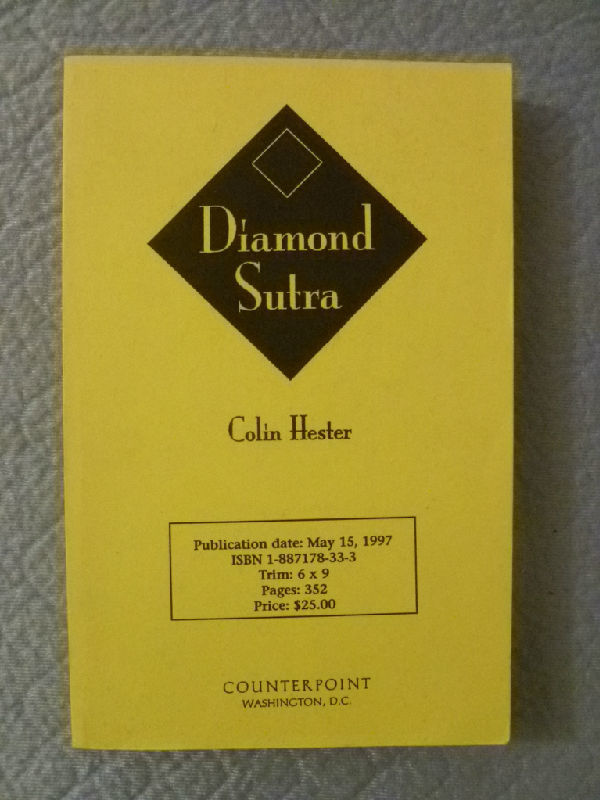 Diamond
Sutra
Colin Hester
Publication date: May 15, 1997
ISBN 1-887178-33-3
Trim: 6 x 9
Pages: 352
Price: $25.00
COUNTERPOINT
WASHINGTON, D.C.